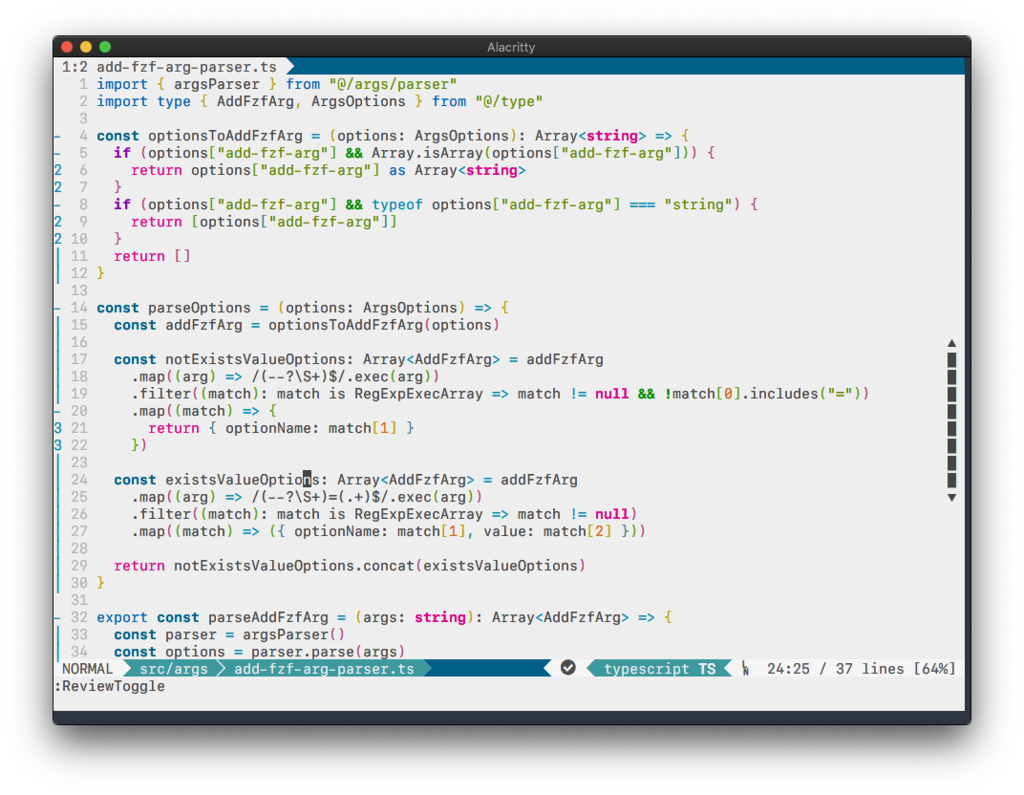 Alacritty
1:2 add-fzf-arg-parser.ts
1 import { argsParser } from "@/args/parser"
2 import type { AddFzfArg, ArgsOptions } from "@/type"
3
- 4 const optionsToAddFzfArg = (options: ArgsOptions): Array<string> => {
- 5   if (options["add-fzf-arg"] && Array.isArray(options["add-fzf-arg"])) {
2 6     return options["add-fzf-arg"] as Array<string>
2 7   }
- 8   if (options["add-fzf-arg"] && typeof options["add-fzf-arg"] === "string") {
2 9     return [options["add-fzf-arg"]]
2 10   }
│ 11   return []
│ 12 }
13
- 14 const parseOptions = (options: ArgsOptions) => {
│ 15   const addFzfArg = optionsToAddFzfArg(options)
│ 16
│ 17   const notExistsValueOptions: Array<AddFzfArg> = addFzfArg
│ 18     .map((arg) => /(--?\S+)$/.exec(arg))
│ 19     .filter((match): match is RegExpExecArray => match != null && !match[0].includes("="))
- 20     .map((match) => {
3 21       return { optionName: match[1] }
3 22     })
│ 23
│ 24   const existsValueOptions: Array<AddFzfArg> = addFzfArg
│ 25     .map((arg) => /(--?\S+)=(.+)$/.exec(arg))
│ 26     .filter((match): match is RegExpExecArray => match != null)
│ 27     .map((match) => ({ optionName: match[1], value: match[2] }))
│ 28
│ 29   return notExistsValueOptions.concat(existsValueOptions)
│ 30 }
31
- 32 export const parseAddFzfArg = (args: string): Array<AddFzfArg> => {
│ 33   const parser = argsParser()
│ 34   const options = parser.parse(args)
NORMAL src/args add-fzf-arg-parser.ts typescript TS 24:25 / 37 lines [64%]
:ReviewToggle